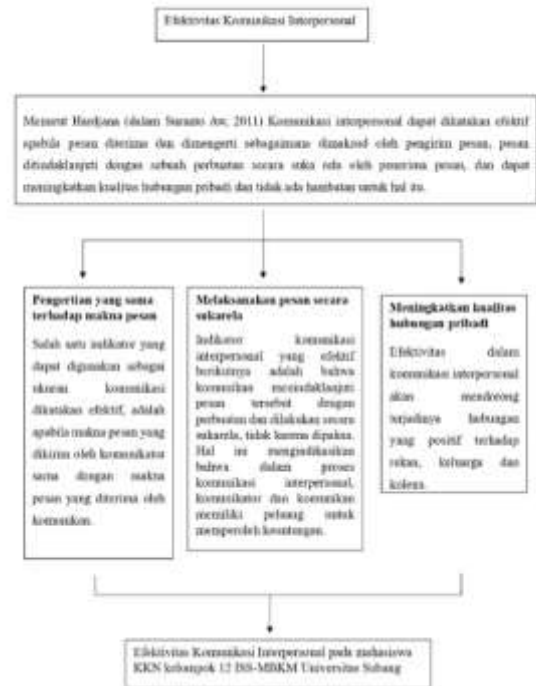 Efektivitas Komunikasi Interpersonal
Menurut Hardjana (dalam Suranto Aw, 2011) Komunikasi interpersonal dapat dikatakan efektif
apabila pesan diterima dan dimengerti sebagaimana dimaksud oleh pengirim pesan, pesan
ditindaklanjuti dengan sebuah perbuatan secara suka rela oleh penerima pesan, dan dapat
meningkatkan kualitas hubungan pribadi dan tidak ada hambatan untuk hal itu.
Pengertian yang sama
terhadap makna pesan
Salah satu indikator yang
dapat digunakan sebagai
ukuran komunikasi
dikatakan efektif, adalah
apabila makna pesan yang
dikirim oleh komunikator
sama dengan makna
pesan yang diterima oleh
komunikan.
Melaksanakan pesan secara
sukarela
Indikator komunikasi
interpersonal yang efektif
berikutnya adalah bahwa
komunikan menindaklanjuti
pesan tersebut dengan
perbuatan dan dilakukan secara
sukarela, tidak karena dipaksa.
Hal ini mengindikasikan
bahwa dalam proses
komunikasi interpersonal,
komunikator dan komunikan
memiliki peluang untuk
memperoleh keuntungan.
Meningkatkan kualitas
hubungan pribadi
Efektivitas dalam
komunikasi interpersonal
akan mendorong
terjadinya hubungan
yang positif terhadap
rekan, keluarga dan
kolega.
Efektivitas Komunikasi Interpersonal pada mahasiswa
KKN kelompok 12 ISS-MBKM Universitas Subang